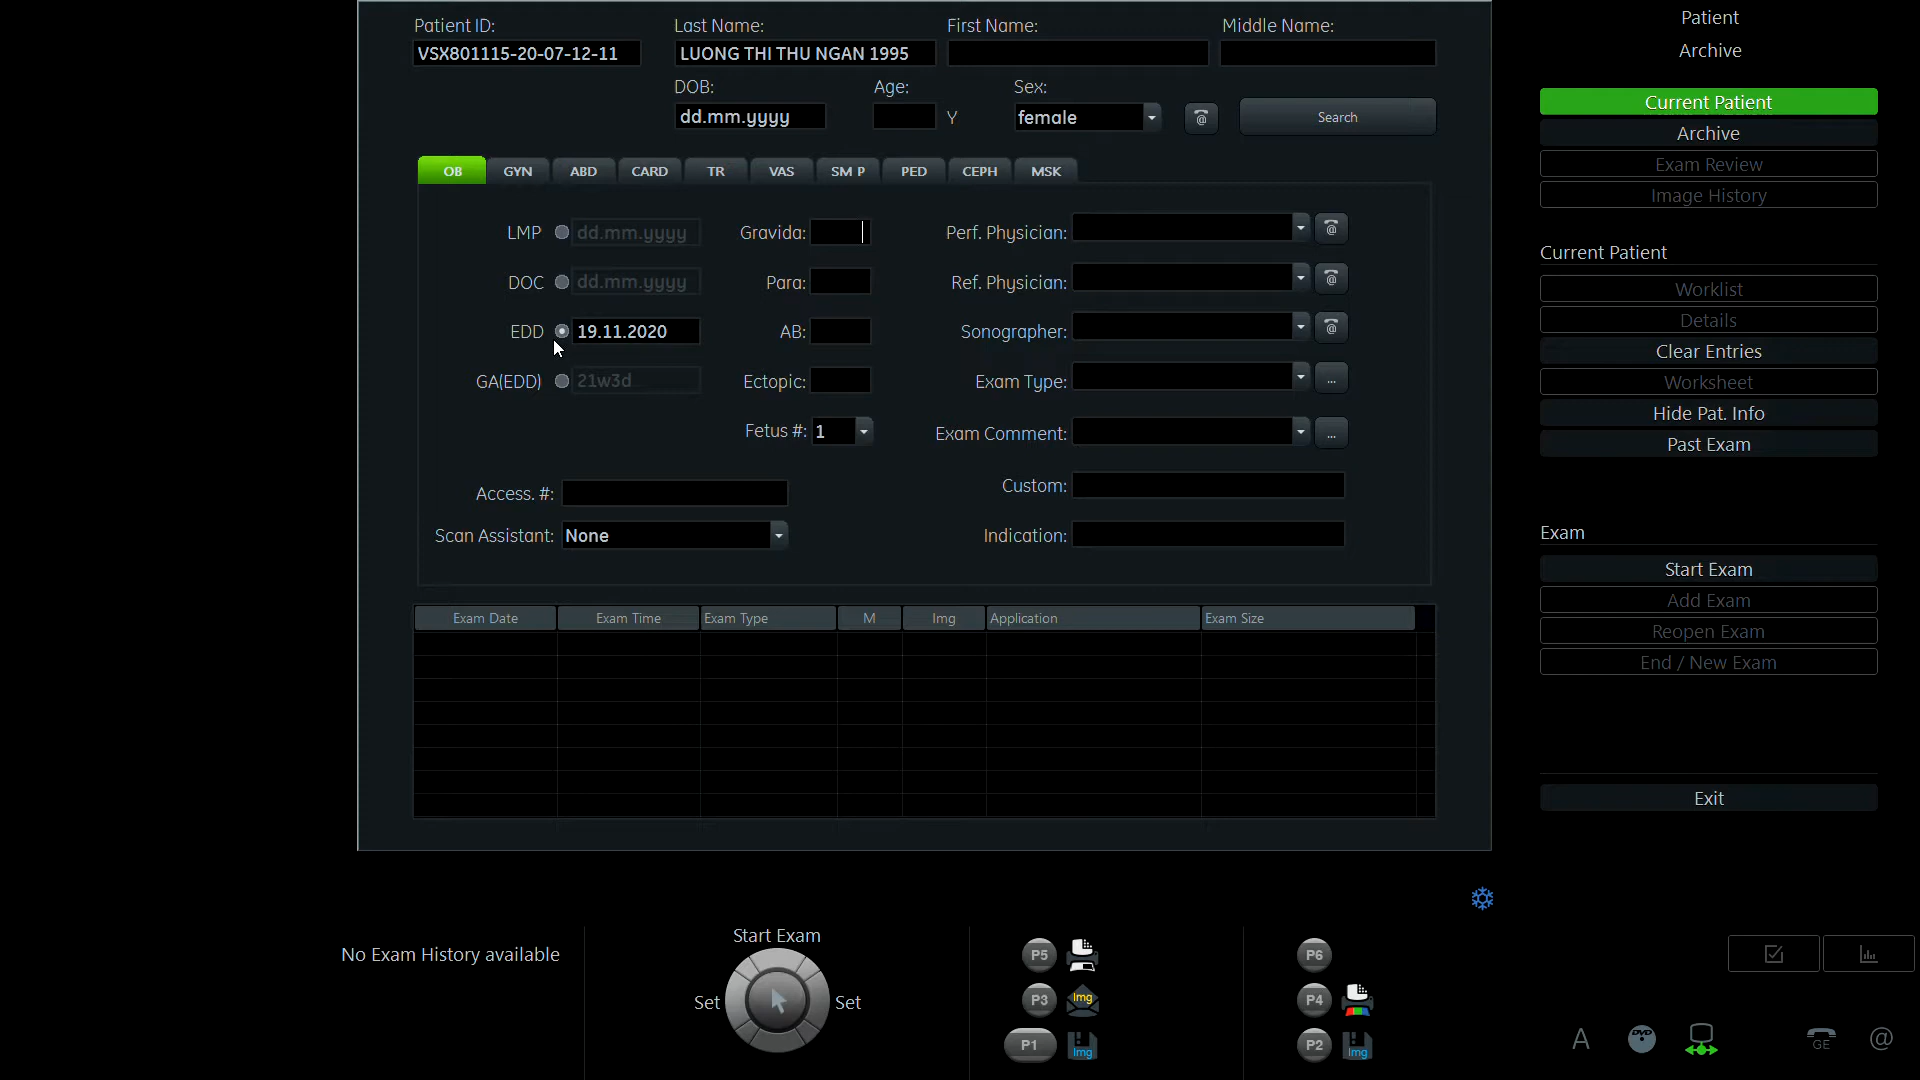 Patient ID: Last Name: First Name: Middle Name:
VSX801115-20-07-12-11 LUONG THI THU NGAN 1995
DOB: Age: Sex:
dd.mm.yyyy Y female @ Search
OB GYN ABD CARD TR VAS SM P PED CEPH MSK
LMP dd.mm.yyyy Gravida: Perf. Physician: @
DOC dd.mm.yyyy Para: Ref. Physician: @
EDD 19.11.2020 AB: Sonographer: @
GA(EDD) 21w3d Ectopic: Exam Type: ...
Fetus #: 1 Exam Comment: ...
Access. #: Custom:
Scan Assistant: None Indication:
Exam Date Exam Time Exam Type M Img Application Exam Size
Patient
Archive
Current Patient
Archive
Exam Review
Image History
Current Patient
Worklist
Details
Clear Entries
Worksheet
Hide Pat. Info
Past Exam
Exam
Start Exam
Add Exam
Reopen Exam
End / New Exam
Exit
No Exam History available
Start Exam
Set Set
P5
P3 Img
P1 Img
P6
P4
P2 Img
A DVD GE @